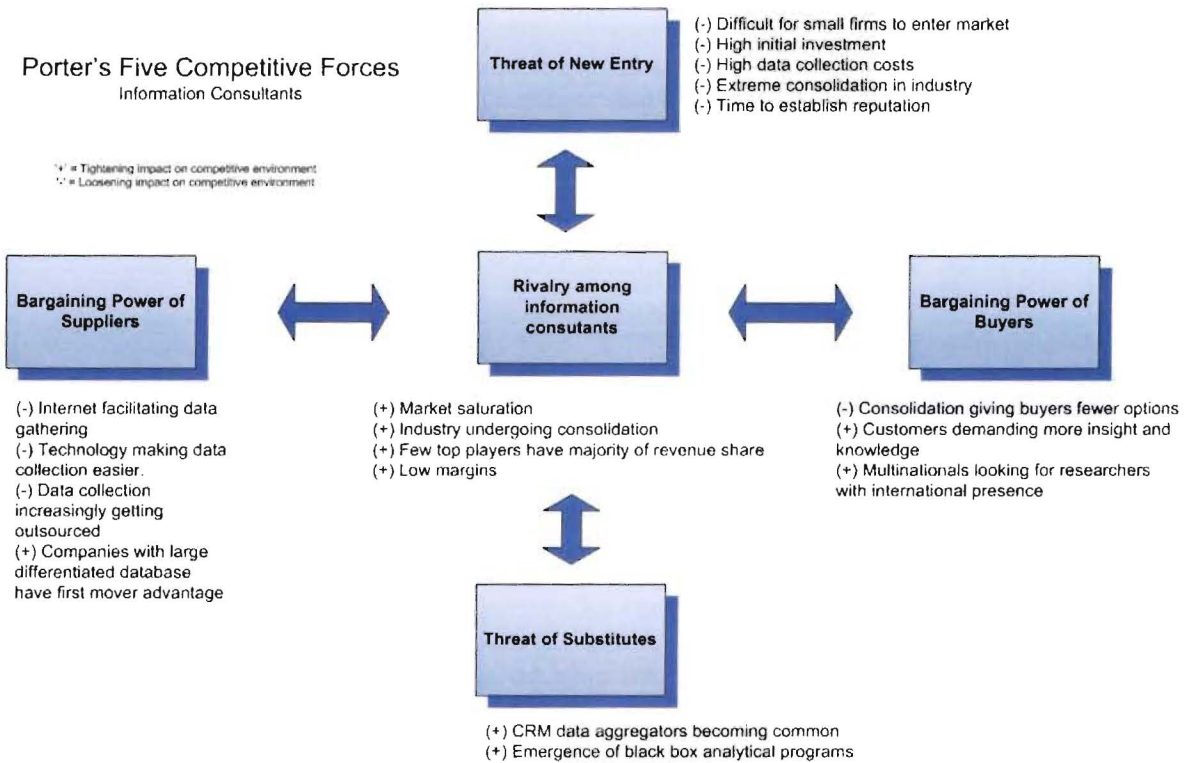 Porter's Five Competitive Forces
Information Consultants
'+' = Tightening impact on competitive environment
'-' = Loosening impact on competitive environment
Threat of New Entry
(-) Difficult for small firms to enter market
(-) High initial investment
(-) High data collection costs
(-) Extreme consolidation in industry
(-) Time to establish reputation
Bargaining Power of
Suppliers
(-) Internet facilitating data
gathering
(-) Technology making data
collection easier.
(-) Data collection
increasingly getting
outsourced
(+) Companies with large
differentiated database
have first mover advantage
Rivalry among
information
consutants
(+) Market saturation
(+) Industry undergoing consolidation
(+) Few top players have majority of revenue share
(+) Low margins
Bargaining Power of
Buyers
(-) Consolidation giving buyers fewer options
(+) Customers demanding more insight and
knowledge
(+) Multinationals looking for researchers
with international presence
Threat of Substitutes
(+) CRM data aggregators becoming common
(+) Emergence of black box analytical programs